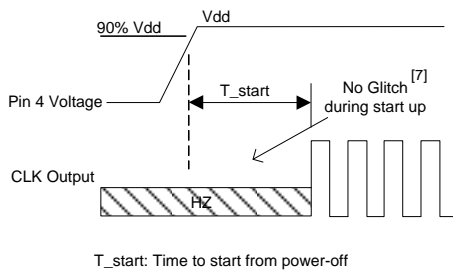 Vdd
90% Vdd
T_start
No Glitch [7]
during start up
Pin 4 Voltage
CLK Output
HZ
T_start: Time to start from power-off